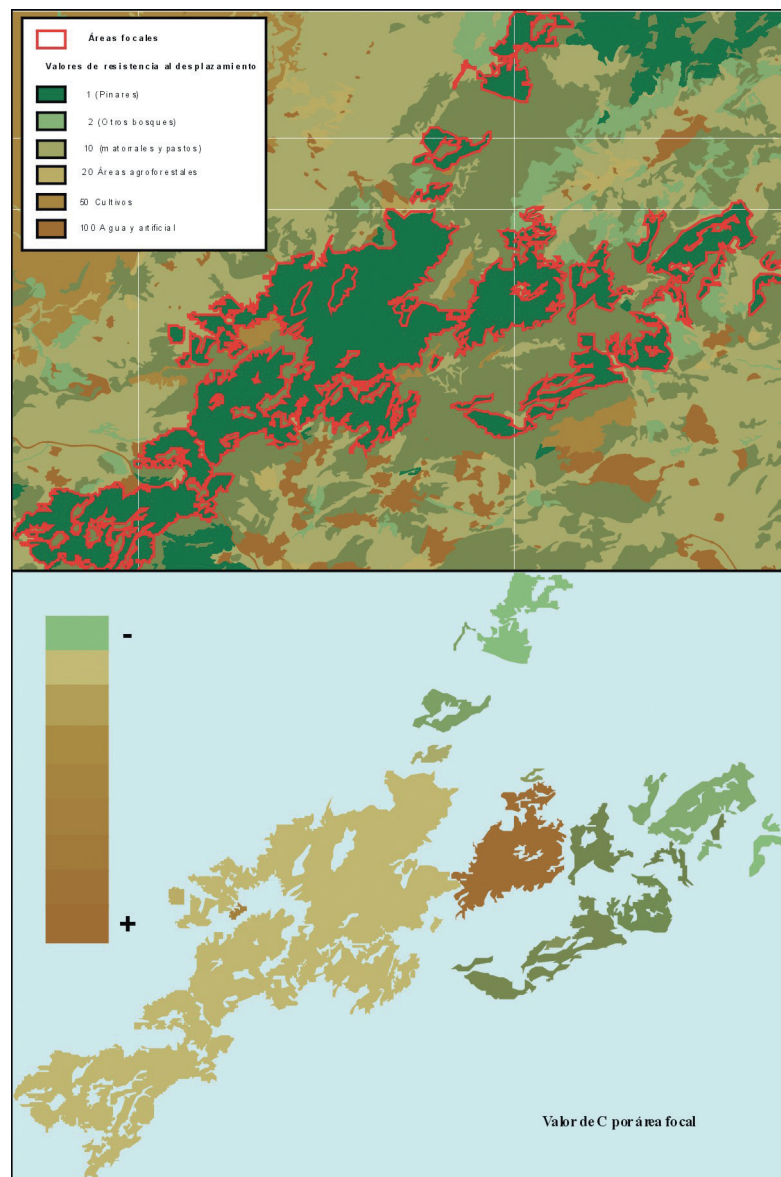 Áreas focales
Valores de resistencia al desplazamiento
1 (Pinares)
2 (Otros bosques)
10 (matorrales y pastos)
20 Áreas agroforestales
50 Cultivos
100 Agua y artificial
-
+
Valor de C por área focal